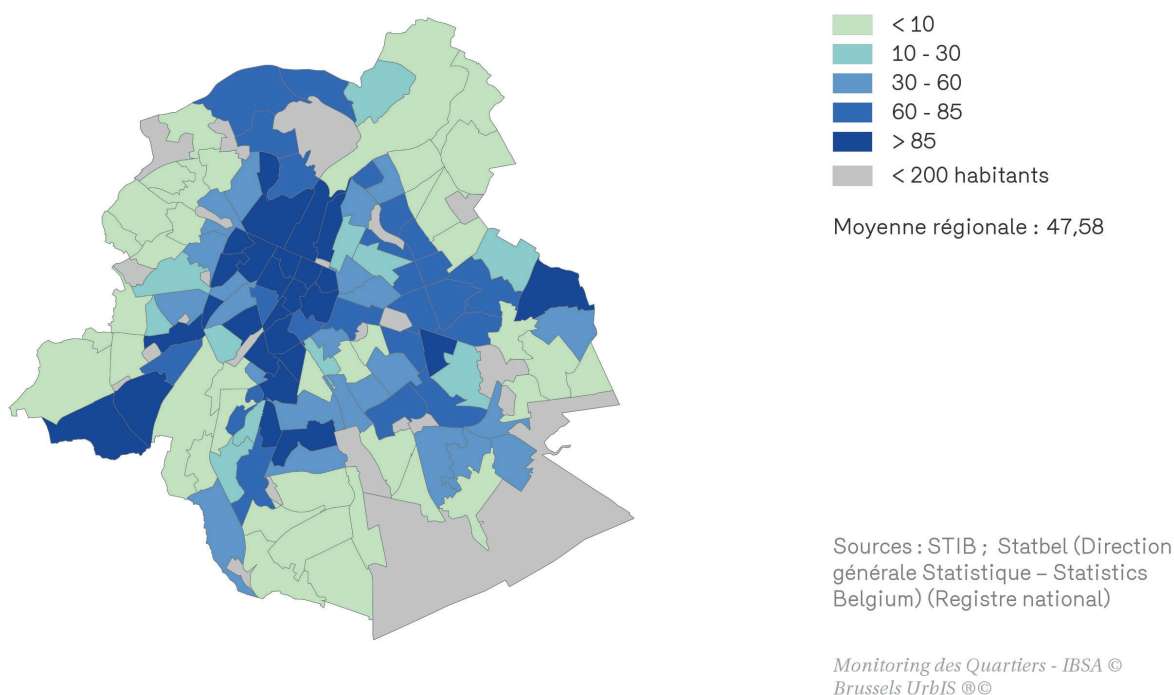 < 10
10 - 30
30 - 60
60 - 85
> 85
< 200 habitants
Moyenne régionale : 47,58
Sources : STIB ; Statbel (Direction
générale Statistique – Statistics
Belgium) (Registre national)
Monitoring des Quartiers - IBSA ©
Brussels UrbIS ®©